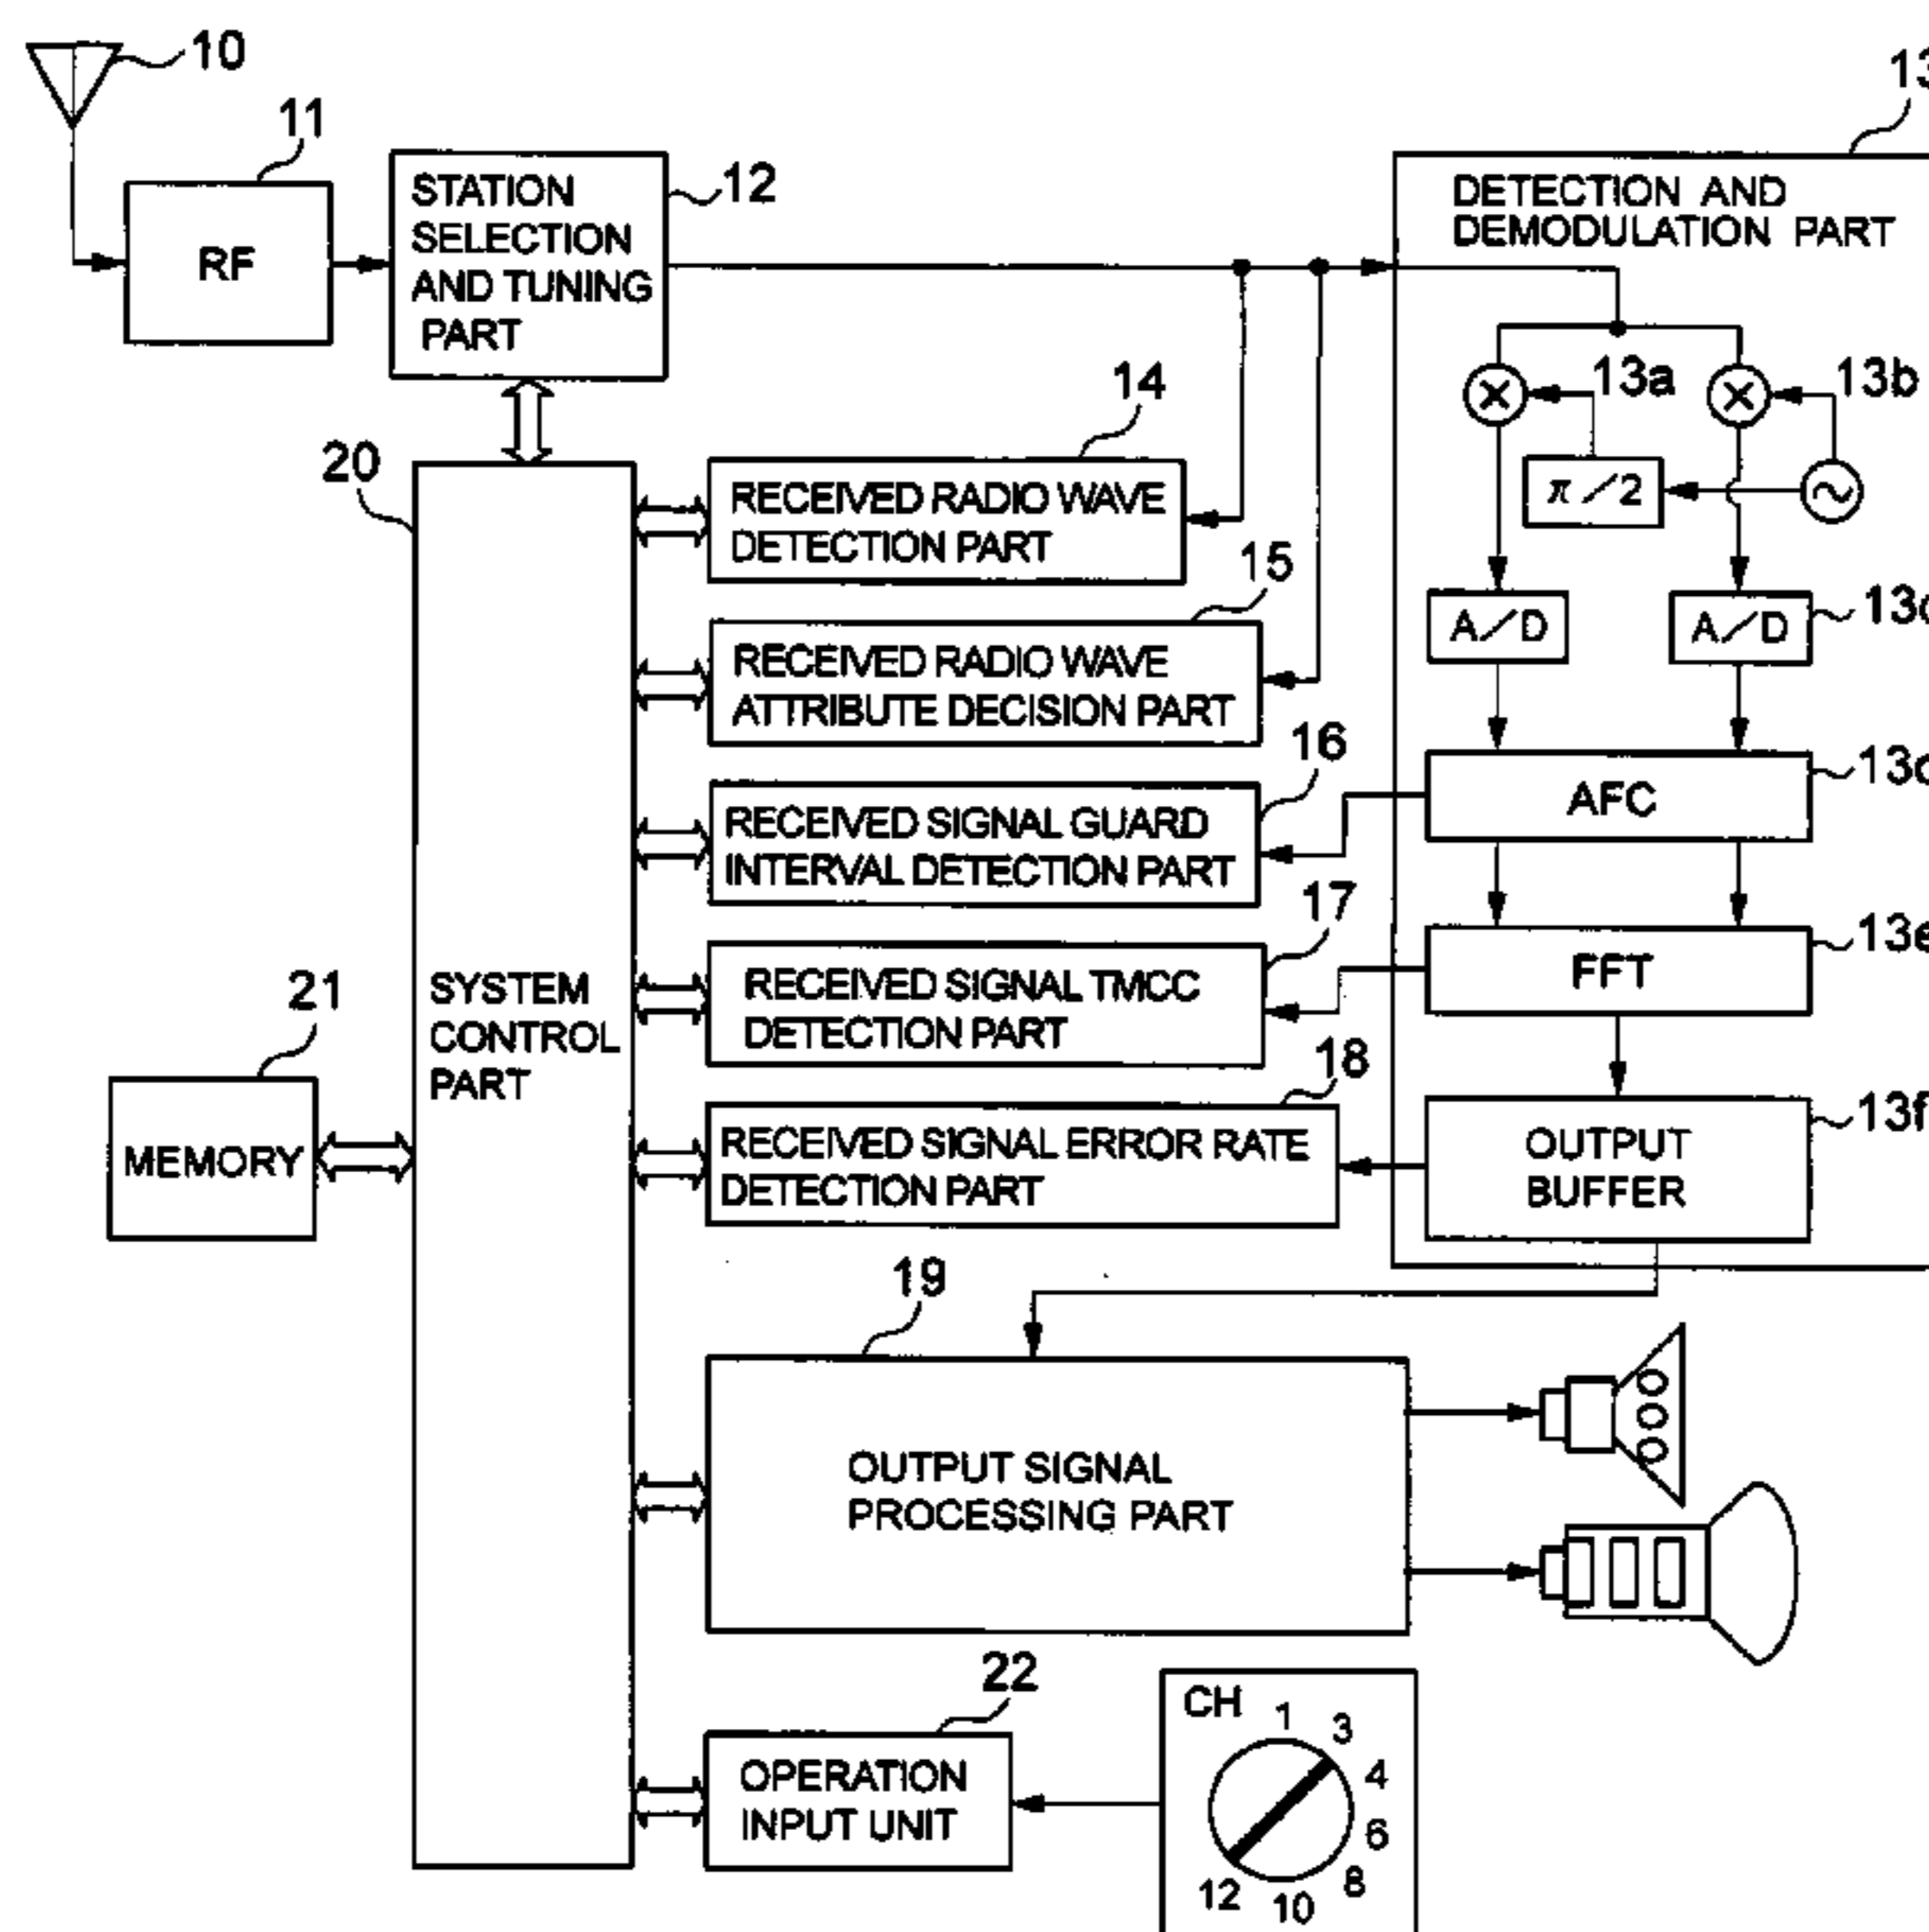 10
11
RF
STATION
SELECTION
AND TUNING
PART
12
13
DETECTION AND
DEMODULATION PART
13a
13b
π/2
A/D
A/D
AFC
FFT
13e
OUTPUT
BUFFER
13f
14
RECEIVED RADIO WAVE
DETECTION PART
15
RECEIVED RADIO WAVE
ATTRIBUTE DECISION PART
16
RECEIVED SIGNAL GUARD
INTERVAL DETECTION PART
17
RECEIVED SIGNAL TMCC
DETECTION PART
18
RECEIVED SIGNAL ERROR RATE
DETECTION PART
20
SYSTEM
CONTROL
PART
21
MEMORY
19
OUTPUT SIGNAL
PROCESSING PART
22
OPERATION
INPUT UNIT
CH
1
3
4
6
8
10
12